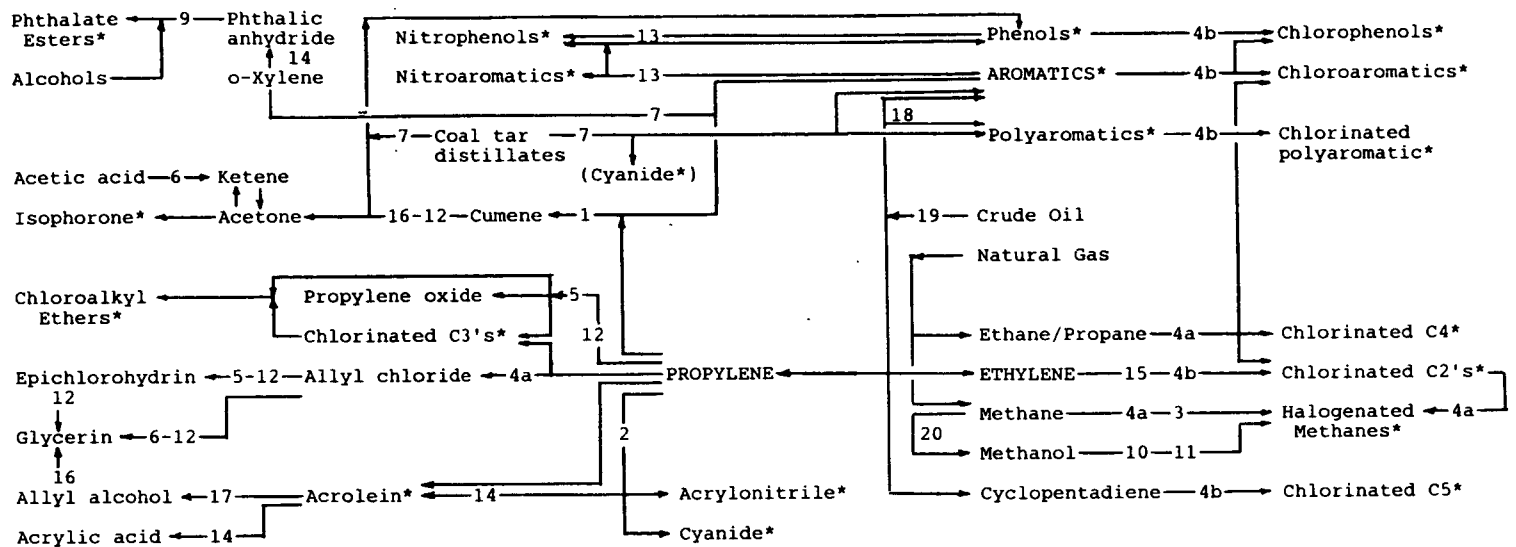 Phthalate 9 Phthalic
Esters* anhydride
14
Alcohols o-Xylene
Nitrophenols* 13 Phenols* 4b Chlorophenols*
Nitroaromatics* 13 AROMATICS* 4b Chloroaromatics*
7
18
7 Coal tar 7 Polyaromatics* 4b Chlorinated
distillates polyaromatic*
(Cyanide*)
Acetic acid 6 Ketene
Isophorone* Acetone 16-12 Cumene 1 19 Crude Oil
Natural Gas
Chloroalkyl Propylene oxide 5
Ethers*
Chlorinated C3's* 12 Ethane/Propane 4a Chlorinated C4*
Epichlorohydrin 5-12 Allyl chloride 4a PROPYLENE ETHYLENE 15 4b Chlorinated C2's*
12
Methane 4a 3 Halogenated 4a
Methanes*
Glycerin 6-12 2 20
Methanol 10 11
16
Allyl alcohol 17 Acrolein* 14 Acrylonitrile* Cyclopentadiene 4b Chlorinated C5*
Acrylic acid 14 Cyanide*